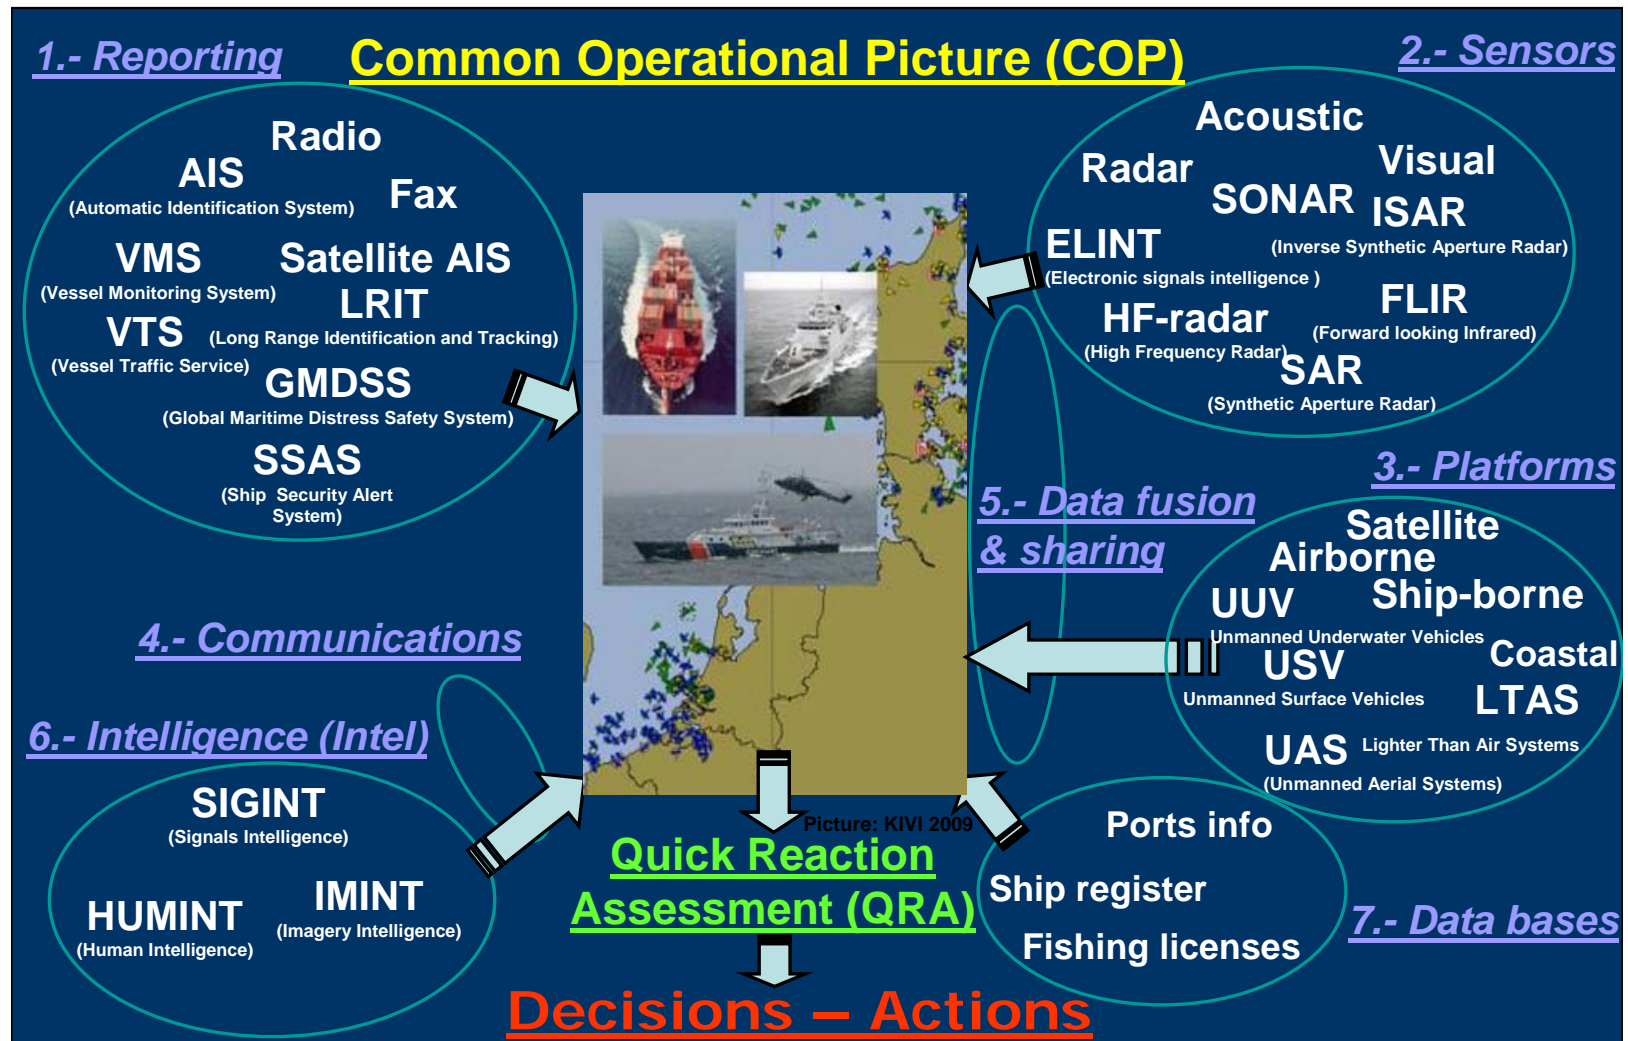 Common Operational Picture (COP)
1.- Reporting
Radio
AIS
(Automatic Identification System)
Fax
VMS
(Vessel Monitoring System)
Satellite AIS
LRIT
(Long Range Identification and Tracking)
VTS
(Vessel Traffic Service)
GMDSS
(Global Maritime Distress Safety System)
SSAS
(Ship Security Alert
System)
2.- Sensors
Acoustic
Radar
Visual
SONAR
ISAR
(Inverse Synthetic Aperture Radar)
ELINT
(Electronic signals intelligence )
HF-radar
(High Frequency Radar)
FLIR
(Forward looking Infrared)
SAR
(Synthetic Aperture Radar)
3.- Platforms
Satellite
Airborne
UUV
Unmanned Underwater Vehicles
Ship-borne
USV
Unmanned Surface Vehicles
Coastal
LTAS
Lighter Than Air Systems
UAS
(Unmanned Aerial Systems)
4.- Communications
5.- Data fusion
& sharing
6.- Intelligence (Intel)
SIGINT
(Signals Intelligence)
HUMINT
(Human Intelligence)
IMINT
(Imagery Intelligence)
7.- Data bases
Ports info
Ship register
Fishing licenses
Picture: KIVI 2009
Quick Reaction
Assessment (QRA)
Decisions – Actions